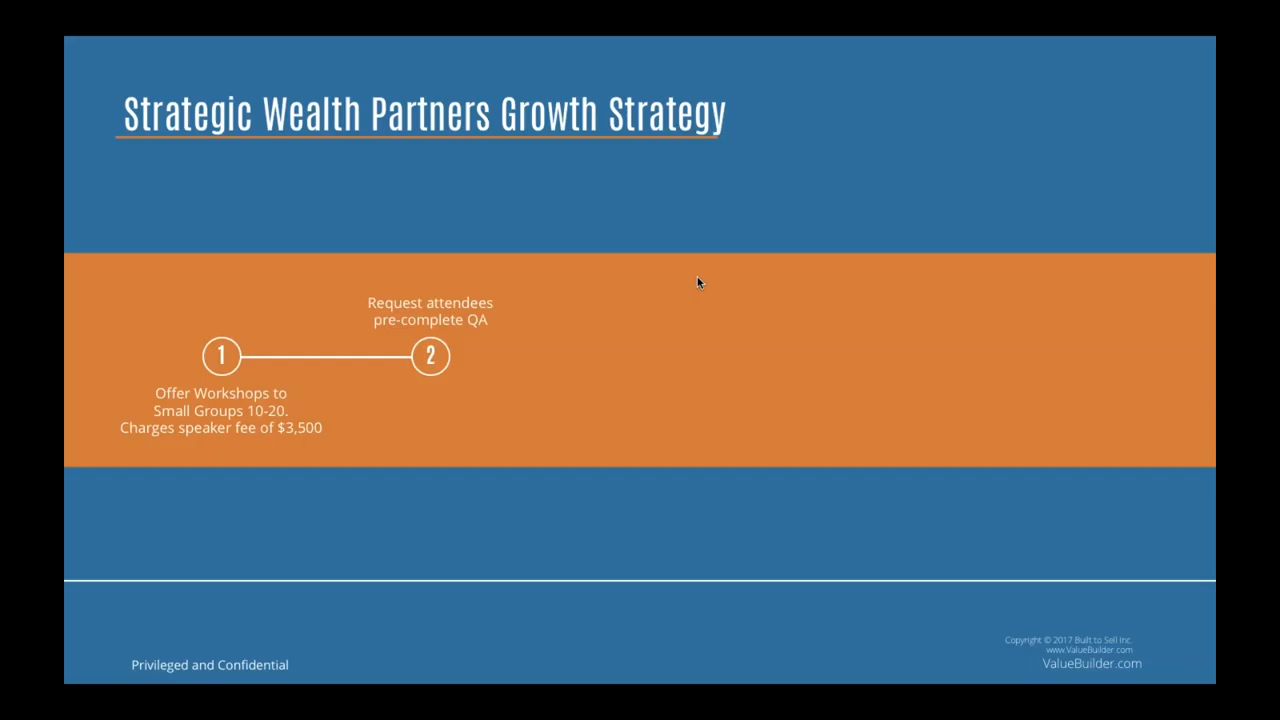 Strategic Wealth Partners Growth Strategy
Request attendees
pre-complete QA
1
2
Offer Workshops to
Small Groups 10-20.
Charges speaker fee of $3,500
Copyright © 2017 Built to Sell Inc.
www.ValueBuilder.com
Privileged and Confidential
ValueBuilder.com